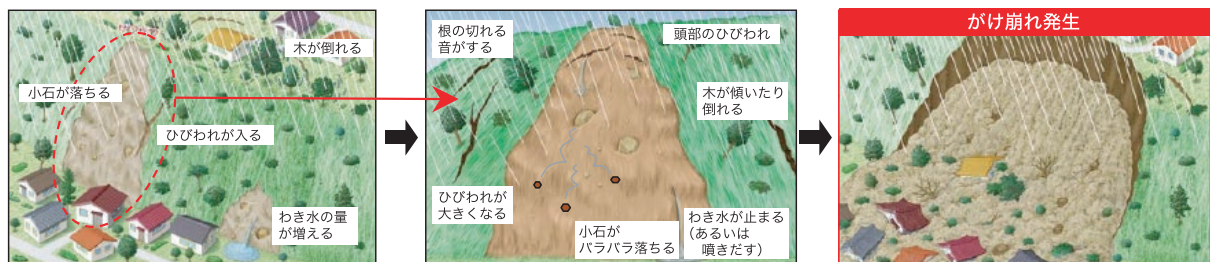 木が倒れる
小石が落ちる
ひびわれが入る
わき水の量
が増える
根の切れる
音がする
頭部のひびわれ
木が傾いたり
倒れる
ひびわれが
大きくなる
小石が
バラバラ落ちる
わき水が止まる
(あるいは
噴きだす)
がけ崩れ発生